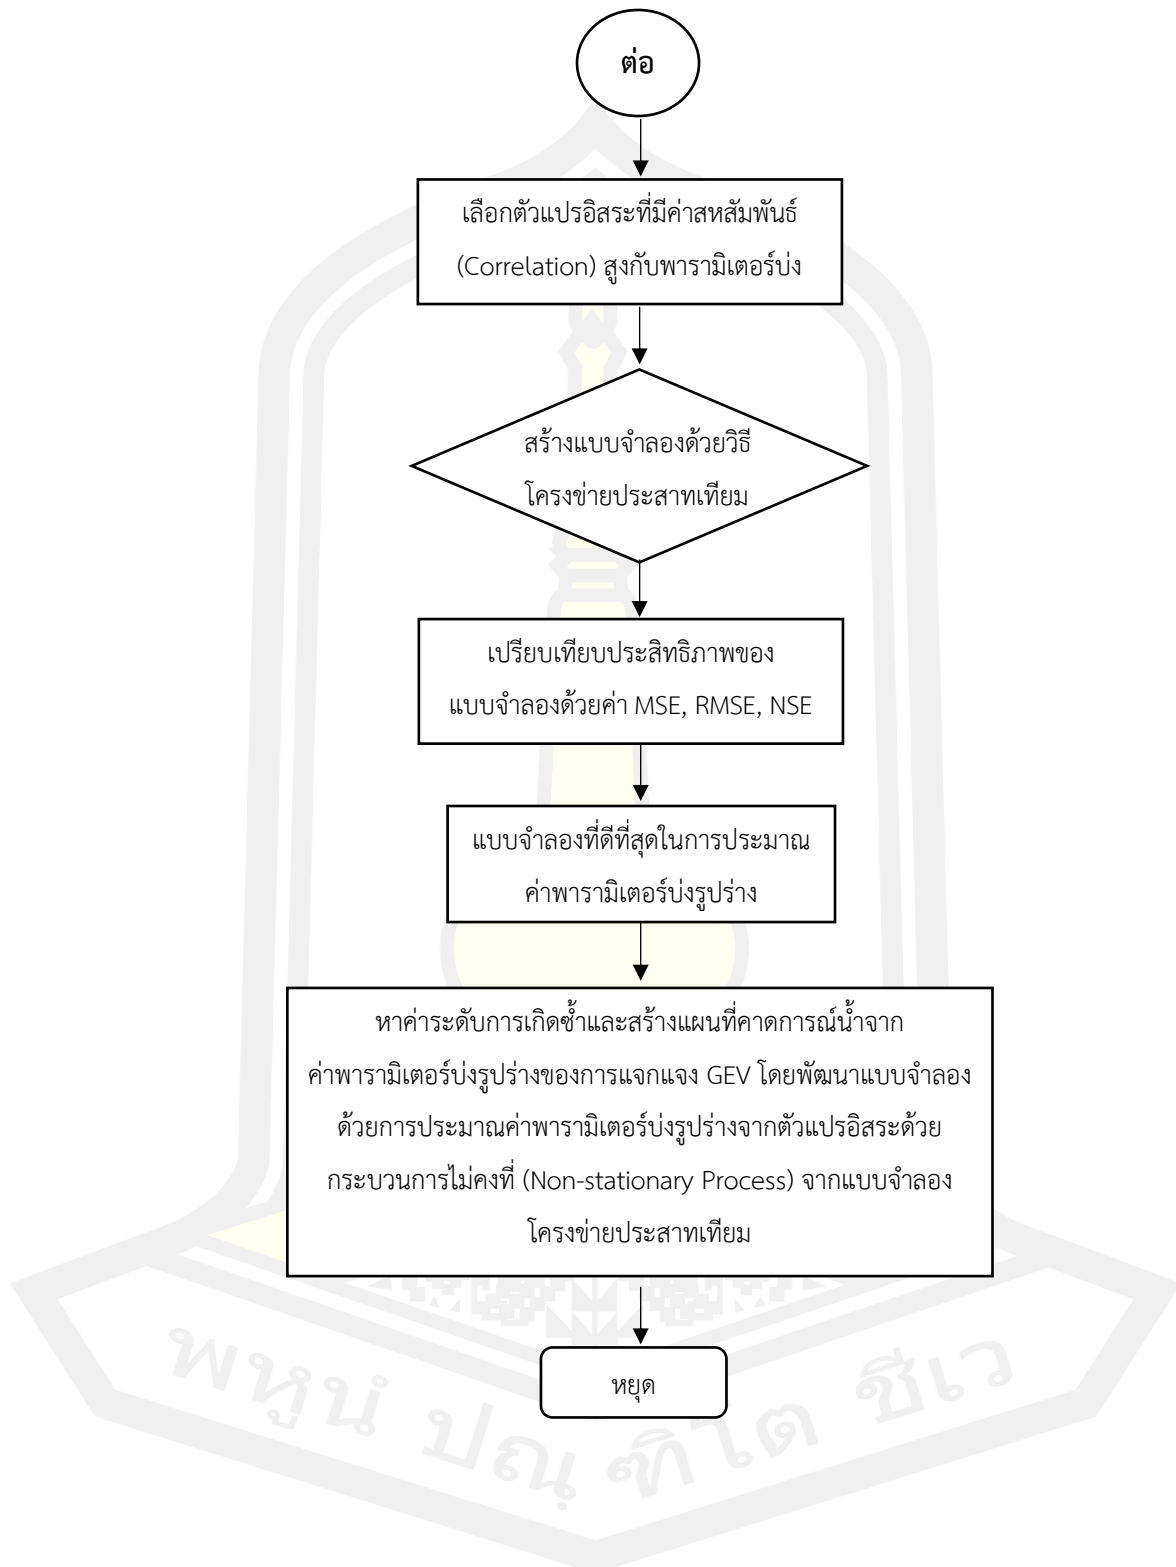 ต่อ
เลือกตัวแปรอิสระที่มีค่าสหสัมพันธ์
(Correlation) สูงกับพารามิเตอร์บ่ง
สร้างแบบจำลองด้วยวิธี
โครงข่ายประสาทเทียม
เปรียบเทียบประสิทธิภาพของ
แบบจำลองด้วยค่า MSE, RMSE, NSE
แบบจำลองที่ดีที่สุดในการประมาณ
ค่าพารามิเตอร์บ่งรูปร่าง
หาค่าระดับการเกิดซ้ำและสร้างแผนที่คาดการณ์น้ำจาก
ค่าพารามิเตอร์บ่งรูปร่างของการแจกแจง GEV โดยพัฒนาแบบจำลอง
ด้วยการประมาณค่าพารามิเตอร์บ่งรูปร่างจากตัวแปรอิสระด้วย
กระบวนการไม่คงที่ (Non-stationary Process) จากแบบจำลอง
โครงข่ายประสาทเทียม
หยุด
พหูนํ ปณฺฑิโต ชีเว